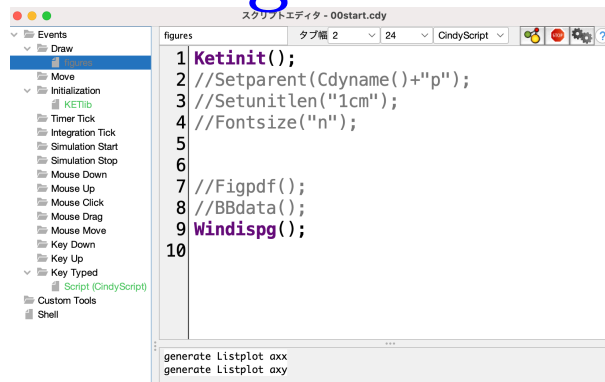 スクリプトエディタ - 00start.cdy
Events
Draw
figures
Move
Initialization
KETlib
Timer Tick
Integration Tick
Simulation Start
Simulation Stop
Mouse Down
Mouse Up
Mouse Click
Mouse Drag
Mouse Move
Key Down
Key Up
Key Typed
Script (CindyScript)
Custom Tools
Shell
figures タブ幅 2 24 CindyScript STOP ?
1 Ketinit();
2 //Setparent(Cdyname()+"p");
3 //Setunitlen("1cm");
4 //Fontsize("n");
5
6
7 //Figpdf();
8 //BBdata();
9 Windispg();
10
generate Listplot axx
generate Listplot axy